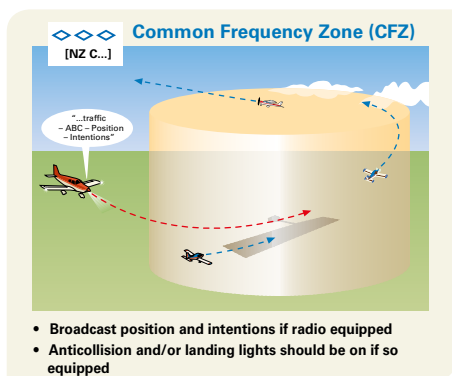 Common Frequency Zone (CFZ)
[NZ C...]
"...traffic
– ABC – Position
– Intentions"
• Broadcast position and intentions if radio equipped
• Anticollision and/or landing lights should be on if so
equipped